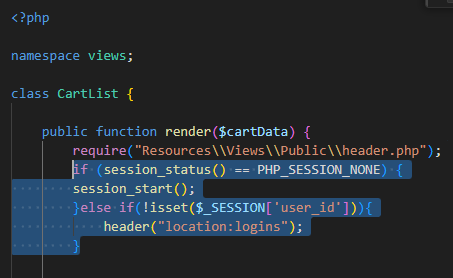 <?php
namespace views;
class CartList {
public function render($cartData) {
require("Resources\\Views\\Public\\header.php");
if (session_status() == PHP_SESSION_NONE) {
session_start();
}else if(!isset($_SESSION['user_id'])){
header("location:logins");
}